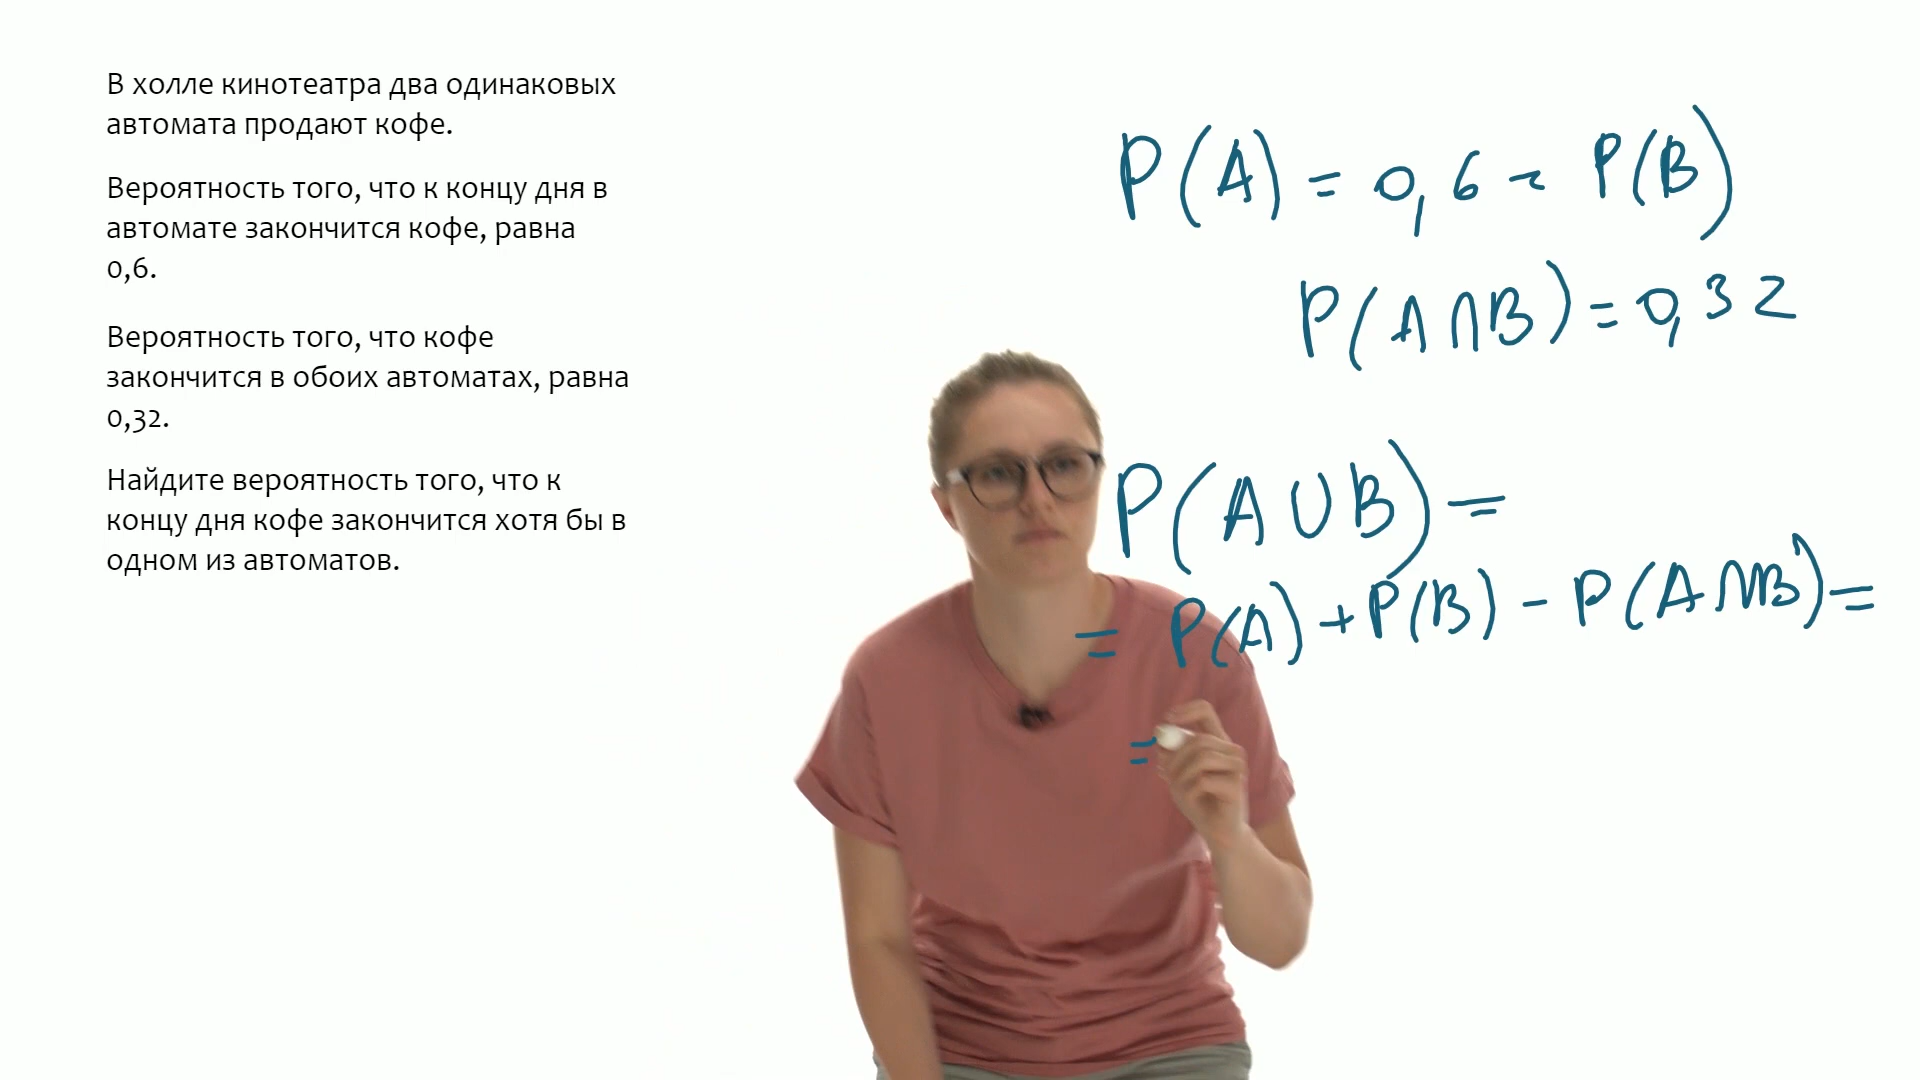 В холле кинотеатра два одинаковых
автомата продают кофе.
Вероятность того, что к концу дня в
автомате закончится кофе, равна
0,6.
Вероятность того, что кофе
закончится в обоих автоматах, равна
0,32.
Найдите вероятность того, что к
концу дня кофе закончится хотя бы в
одном из автоматов.
P(A) = 0,6 = P(B)
P(A∩B) = 0,32
P(A∪B) =
= P(A) + P(B) - P(A∩B) =
=